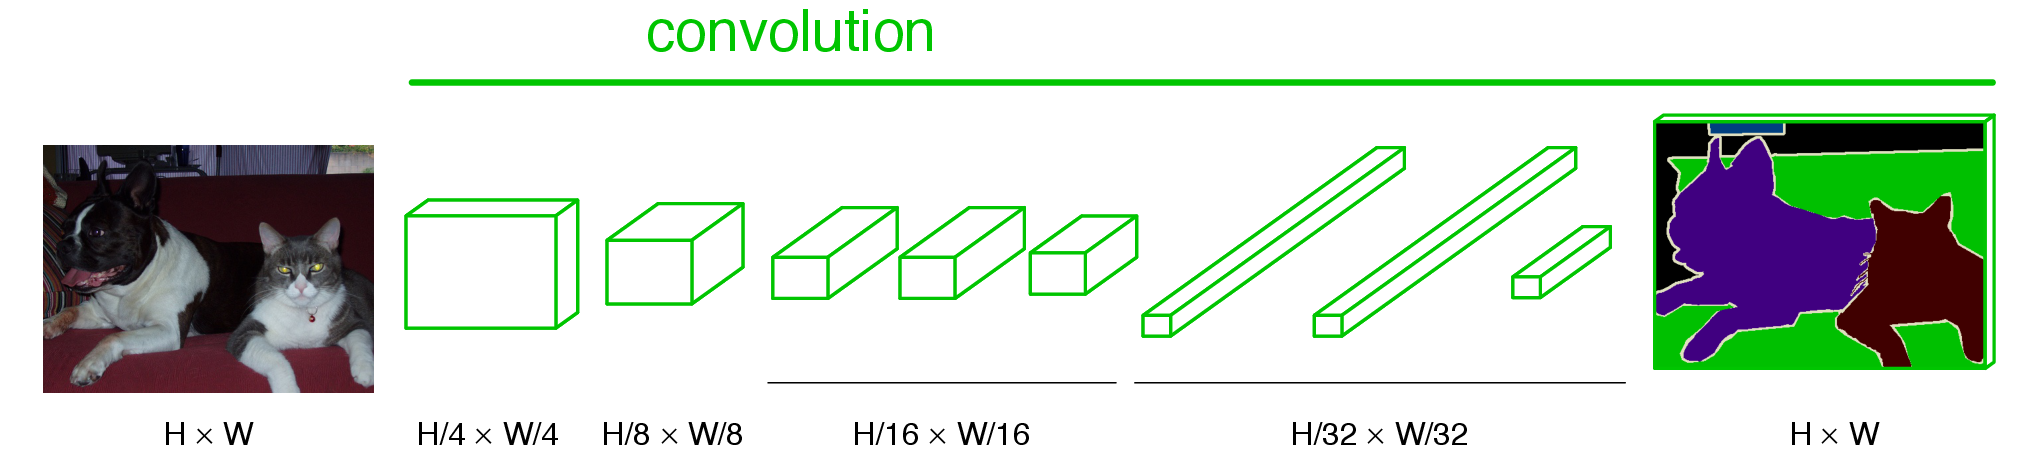 convolution
H × W
H/4 × W/4
H/8 × W/8
H/16 × W/16
H/32 × W/32
H × W